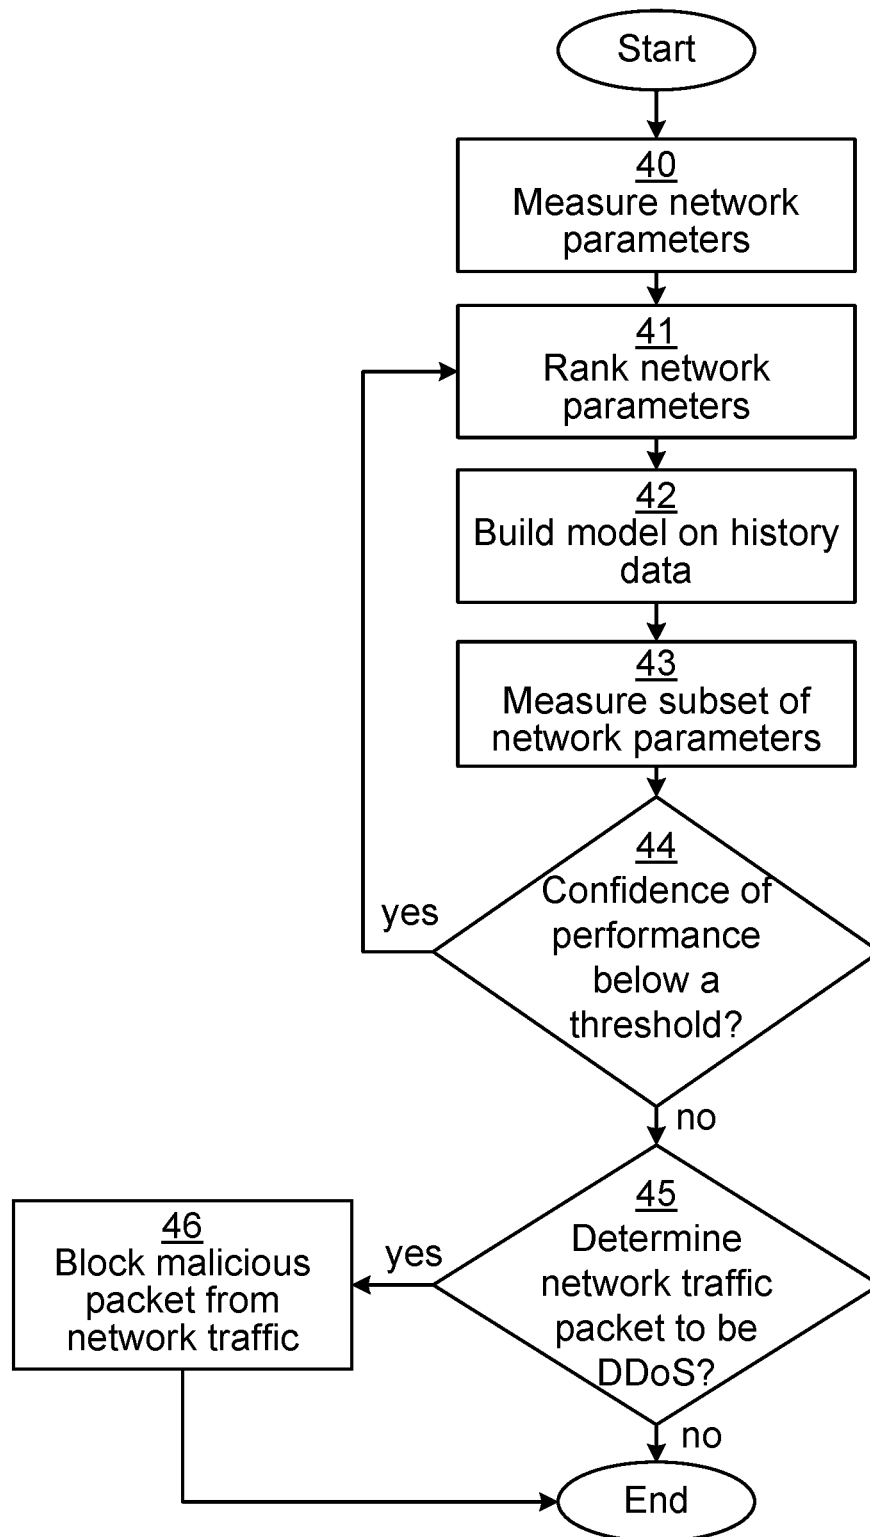 Start
40
Measure network
parameters
41
Rank network
parameters
42
Build model on history
data
43
Measure subset of
network parameters
44
Confidence of
performance
below a
threshold?
yes
no
45
Determine
network traffic
packet to be
DDoS?
yes
46
Block malicious
packet from
network traffic
no
End